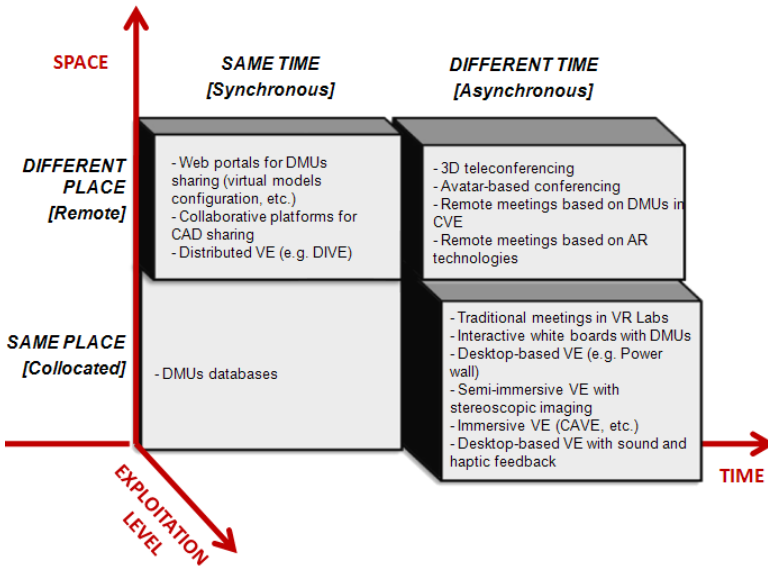 SPACE
SAME TIME
[Synchronous]
DIFFERENT TIME
[Asynchronous]
DIFFERENT
PLACE
[Remote]
- Web portals for DMUs
sharing (virtual models
configuration, etc.)
- Collaborative platforms for
CAD sharing
- Distributed VE (e.g. DIVE)
- 3D teleconferencing
- Avatar-based conferencing
- Remote meetings based on DMUs in
CVE
- Remote meetings based on AR
technologies
SAME PLACE
[Collocated]
- DMUs databases
- Traditional meetings in VR Labs
- Interactive white boards with DMUs
- Desktop-based VE (e.g. Power
wall)
- Semi-immersive VE with
stereoscopic imaging
- Immersive VE (CAVE, etc.)
- Desktop-based VE with sound and
haptic feedback
TIME
EXPLOITATION
LEVEL